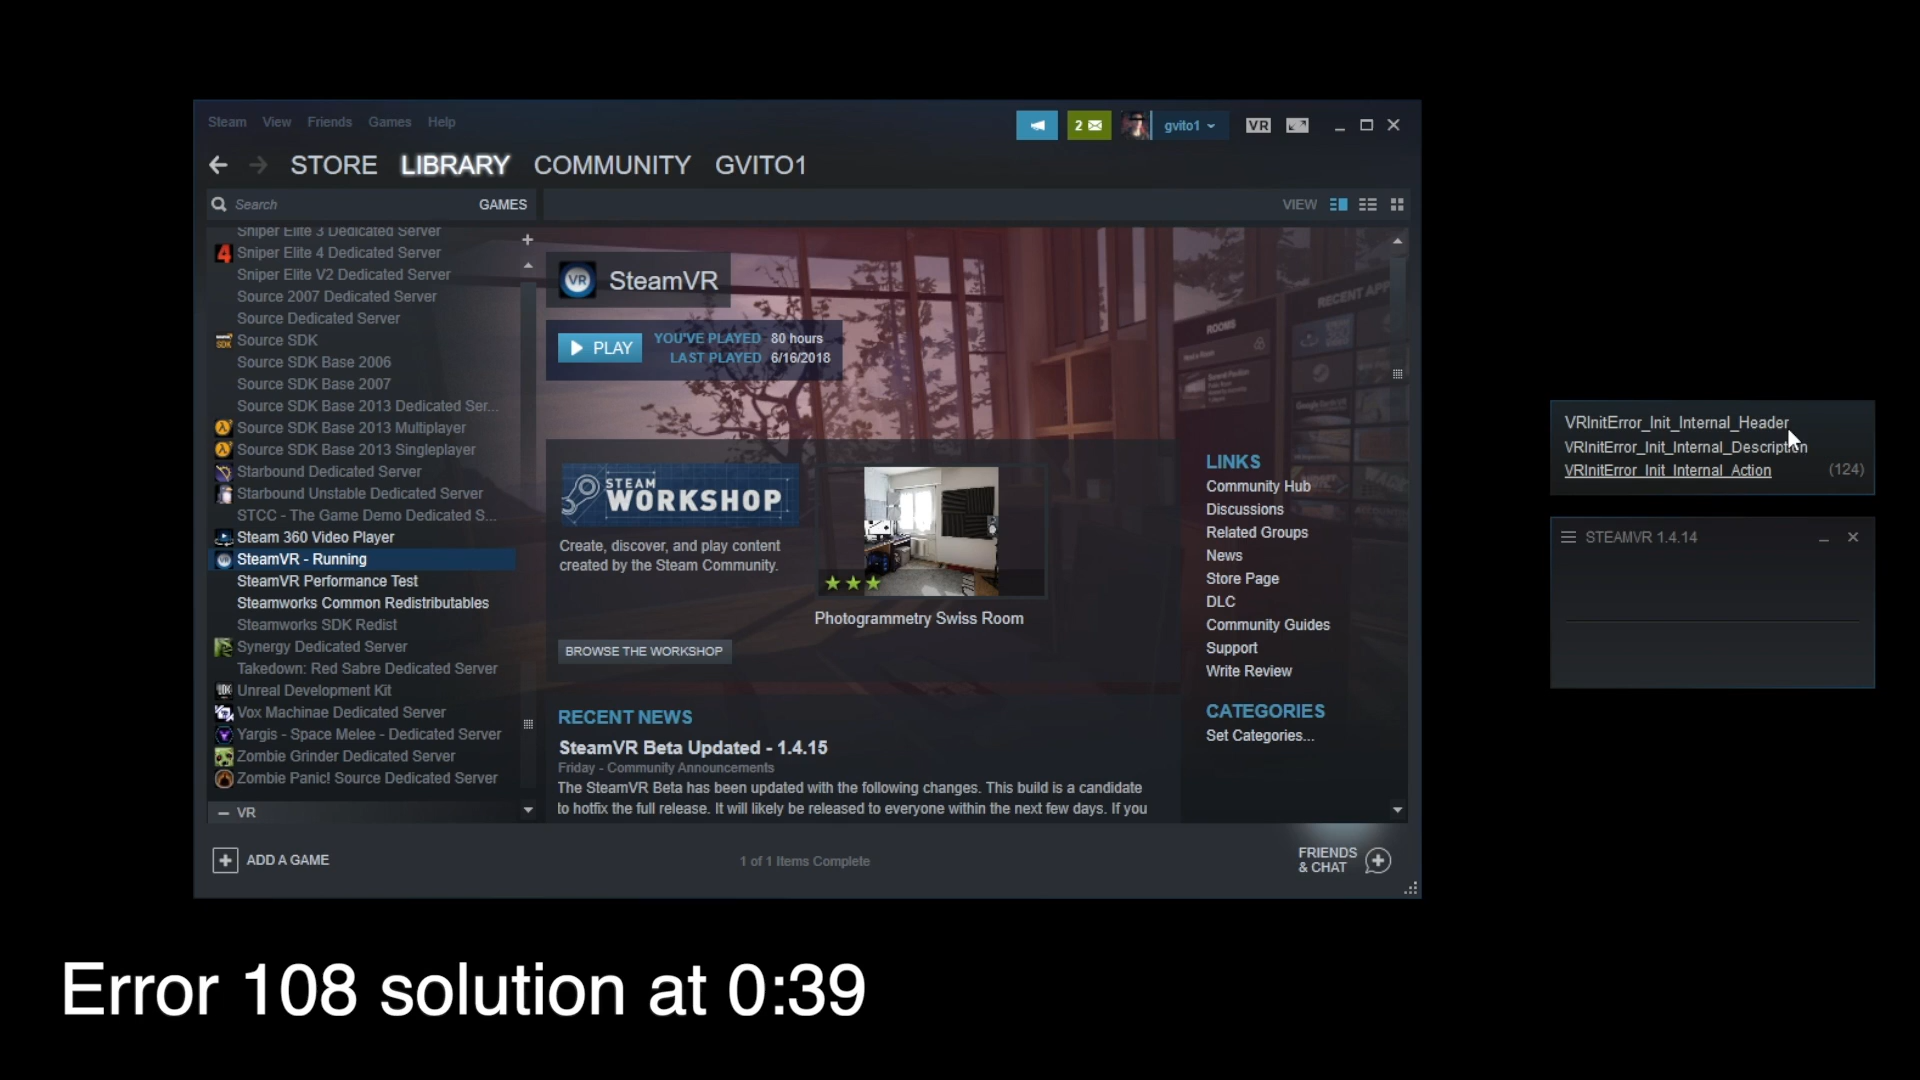 Steam View Friends Games Help
2
gvito1
VR
STORE LIBRARY COMMUNITY GVITO1
Search
GAMES
VIEW
Sniper Elite 3 Dedicated Server
Sniper Elite 4 Dedicated Server
Sniper Elite V2 Dedicated Server
Source 2007 Dedicated Server
Source Dedicated Server
Source SDK
Source SDK Base 2006
Source SDK Base 2007
Source SDK Base 2013 Dedicated Ser...
Source SDK Base 2013 Multiplayer
Source SDK Base 2013 Singleplayer
Starbound Dedicated Server
Starbound Unstable Dedicated Server
STCC - The Game Demo Dedicated S...
Steam 360 Video Player
SteamVR - Running
SteamVR Performance Test
Steamworks Common Redistributables
Steamworks SDK Redist
Synergy Dedicated Server
Takedown: Red Sabre Dedicated Server
Unreal Development Kit
Vox Machinae Dedicated Server
Yargis - Space Melee - Dedicated Server
Zombie Grinder Dedicated Server
Zombie Panic! Source Dedicated Server
VR
VR SteamVR
PLAY
YOU'VE PLAYED 80 hours
LAST PLAYED 6/16/2018
ROOMS
RECENT APP
STEAM
WORKSHOP
Create, discover, and play content
created by the Steam Community.
Photogrammetry Swiss Room
BROWSE THE WORKSHOP
LINKS
Community Hub
Discussions
Related Groups
News
Store Page
DLC
Community Guides
Support
Write Review
CATEGORIES
Set Categories...
RECENT NEWS
SteamVR Beta Updated - 1.4.15
Friday - Community Announcements
The SteamVR Beta has been updated with the following changes. This build is a candidate
to hotfix the full release. It will likely be released to everyone within the next few days. If you
ADD A GAME
1 of 1 Items Complete
FRIENDS
& CHAT
VRInitError_Init_Internal_Header
VRInitError_Init_Internal_Description
VRInitError_Init_Internal_Action (124)
STEAMVR 1.4.14
Error 108 solution at 0:39